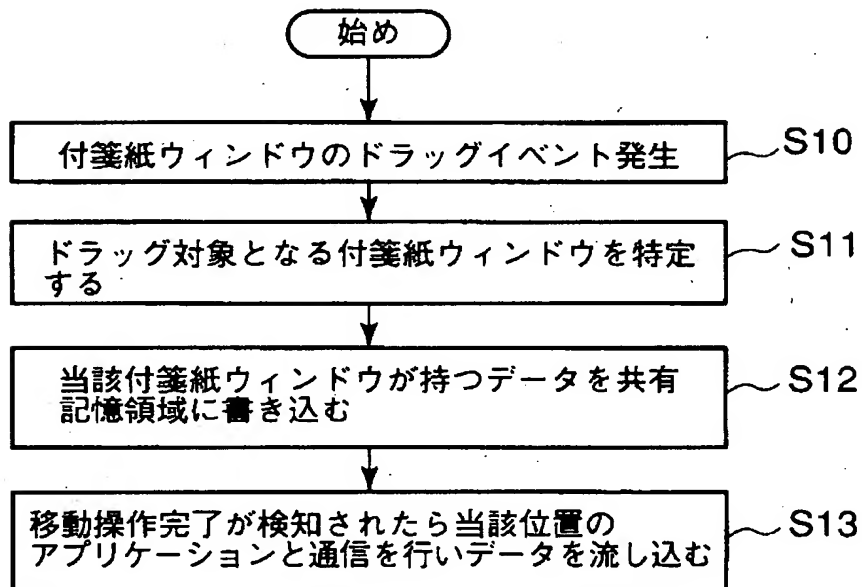 始め
付箋紙ウィンドウのドラッグイベント発生
S10
ドラッグ対象となる付箋紙ウィンドウを特定
する
S11
当該付箋紙ウィンドウが持つデータを共有
記憶領域に書き込む
S12
移動操作完了が検知されたら当該位置の
アプリケーションと通信を行いデータを流し込む
S13